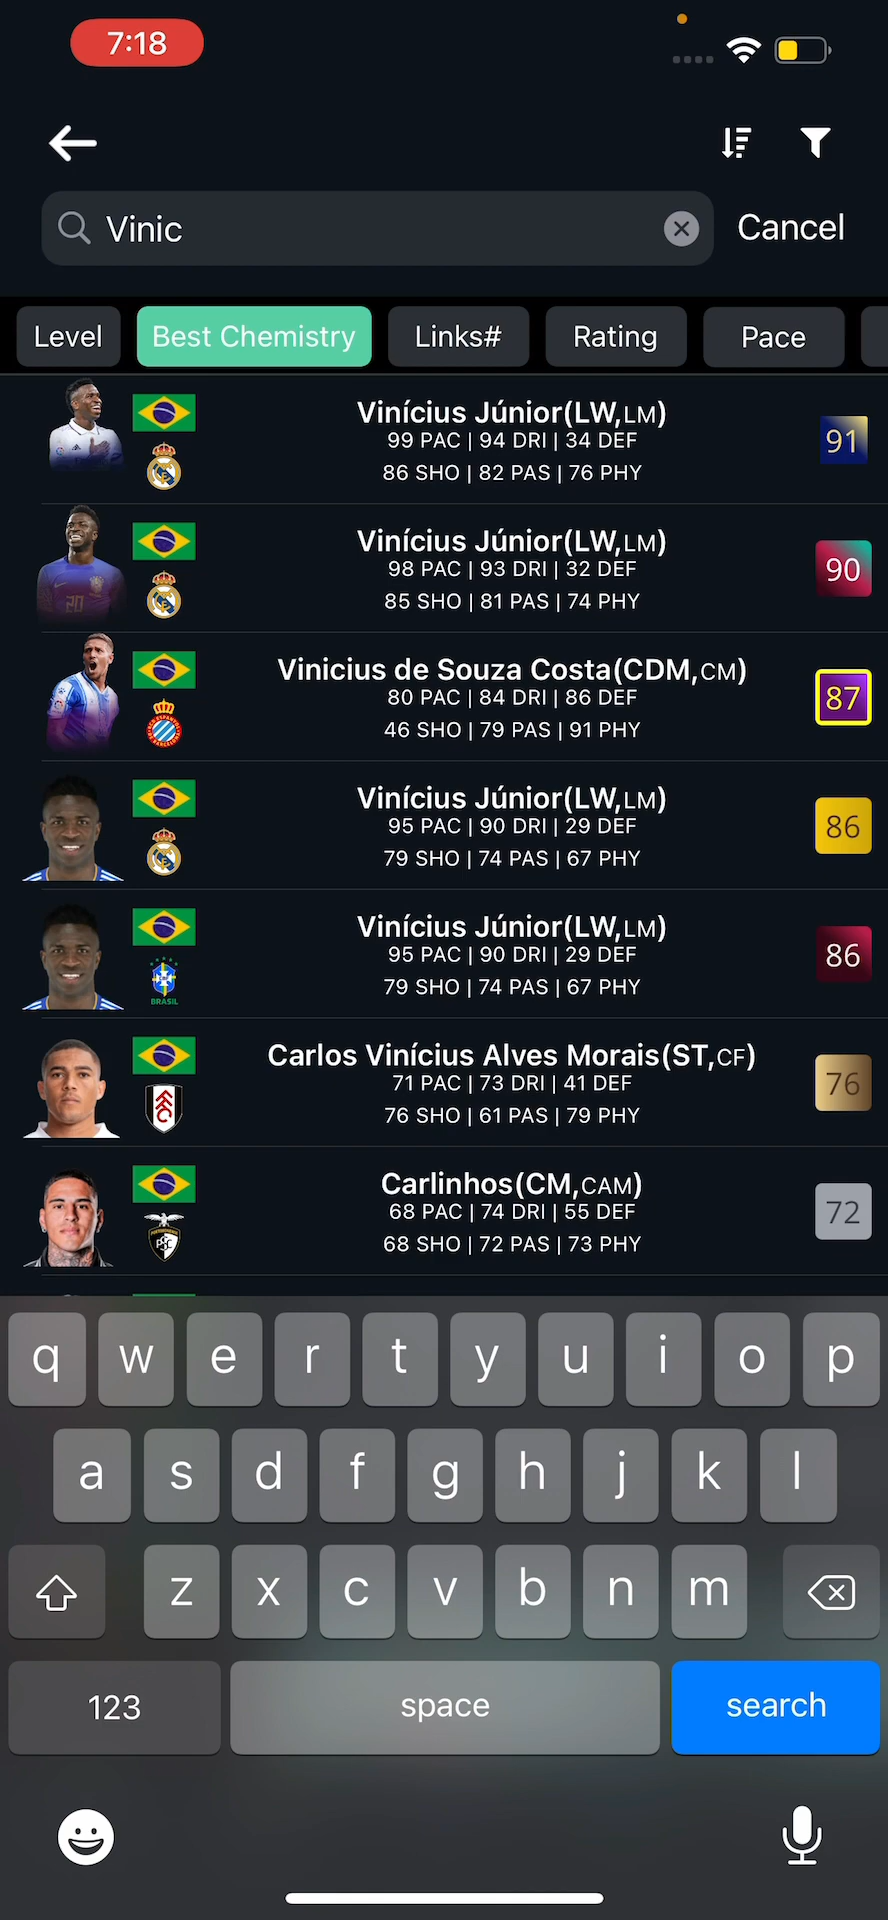 7:18
Vinic
Cancel
Level
Best Chemistry
Links#
Rating
Pace
Vinícius Júnior(LW,LM)
99 PAC | 94 DRI | 34 DEF
86 SHO | 82 PAS | 76 PHY
91
Vinícius Júnior(LW,LM)
98 PAC | 93 DRI | 32 DEF
85 SHO | 81 PAS | 74 PHY
90
20
Vinicius de Souza Costa(CDM,CM)
80 PAC | 84 DRI | 86 DEF
46 SHO | 79 PAS | 91 PHY
87
Vinícius Júnior(LW,LM)
95 PAC | 90 DRI | 29 DEF
79 SHO | 74 PAS | 67 PHY
86
Vinícius Júnior(LW,LM)
95 PAC | 90 DRI | 29 DEF
79 SHO | 74 PAS | 67 PHY
BRASIL
86
Carlos Vinícius Alves Morais(ST,CF)
71 PAC | 73 DRI | 41 DEF
76 SHO | 61 PAS | 79 PHY
76
Carlinhos(CM,CAM)
68 PAC | 74 DRI | 55 DEF
68 SHO | 72 PAS | 73 PHY
72
q w e r t y u i o p
a s d f g h j k l
z x c v b n m
123
space
search